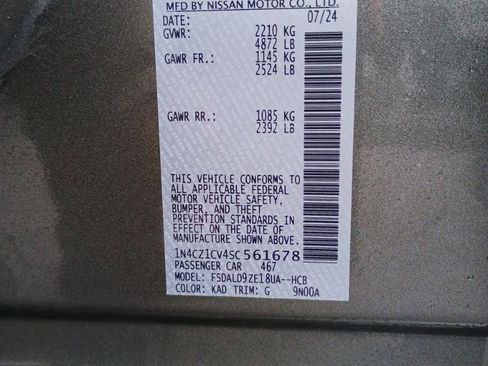 MFD BY NISSAN MOTOR CO., LTD.
DATE: 07/24
GVWR: 2210 KG
4872 LB
GAWR FR.: 1145 KG
2524 LB
GAWR RR.: 1085 KG
2392 LB
THIS VEHICLE CONFORMS TO
ALL APPLICABLE FEDERAL
MOTOR VEHICLE SAFETY,
BUMPER, AND THEFT
PREVENTION STANDARDS IN
EFFECT ON THE DATE OF
MANUFACTURE SHOWN ABOVE.
1N4CZ1CV4SC561678
PASSENGER CAR 467
MODEL: FSDALD9ZE18UA--HCB
COLOR: KAD TRIM: G 9N00A